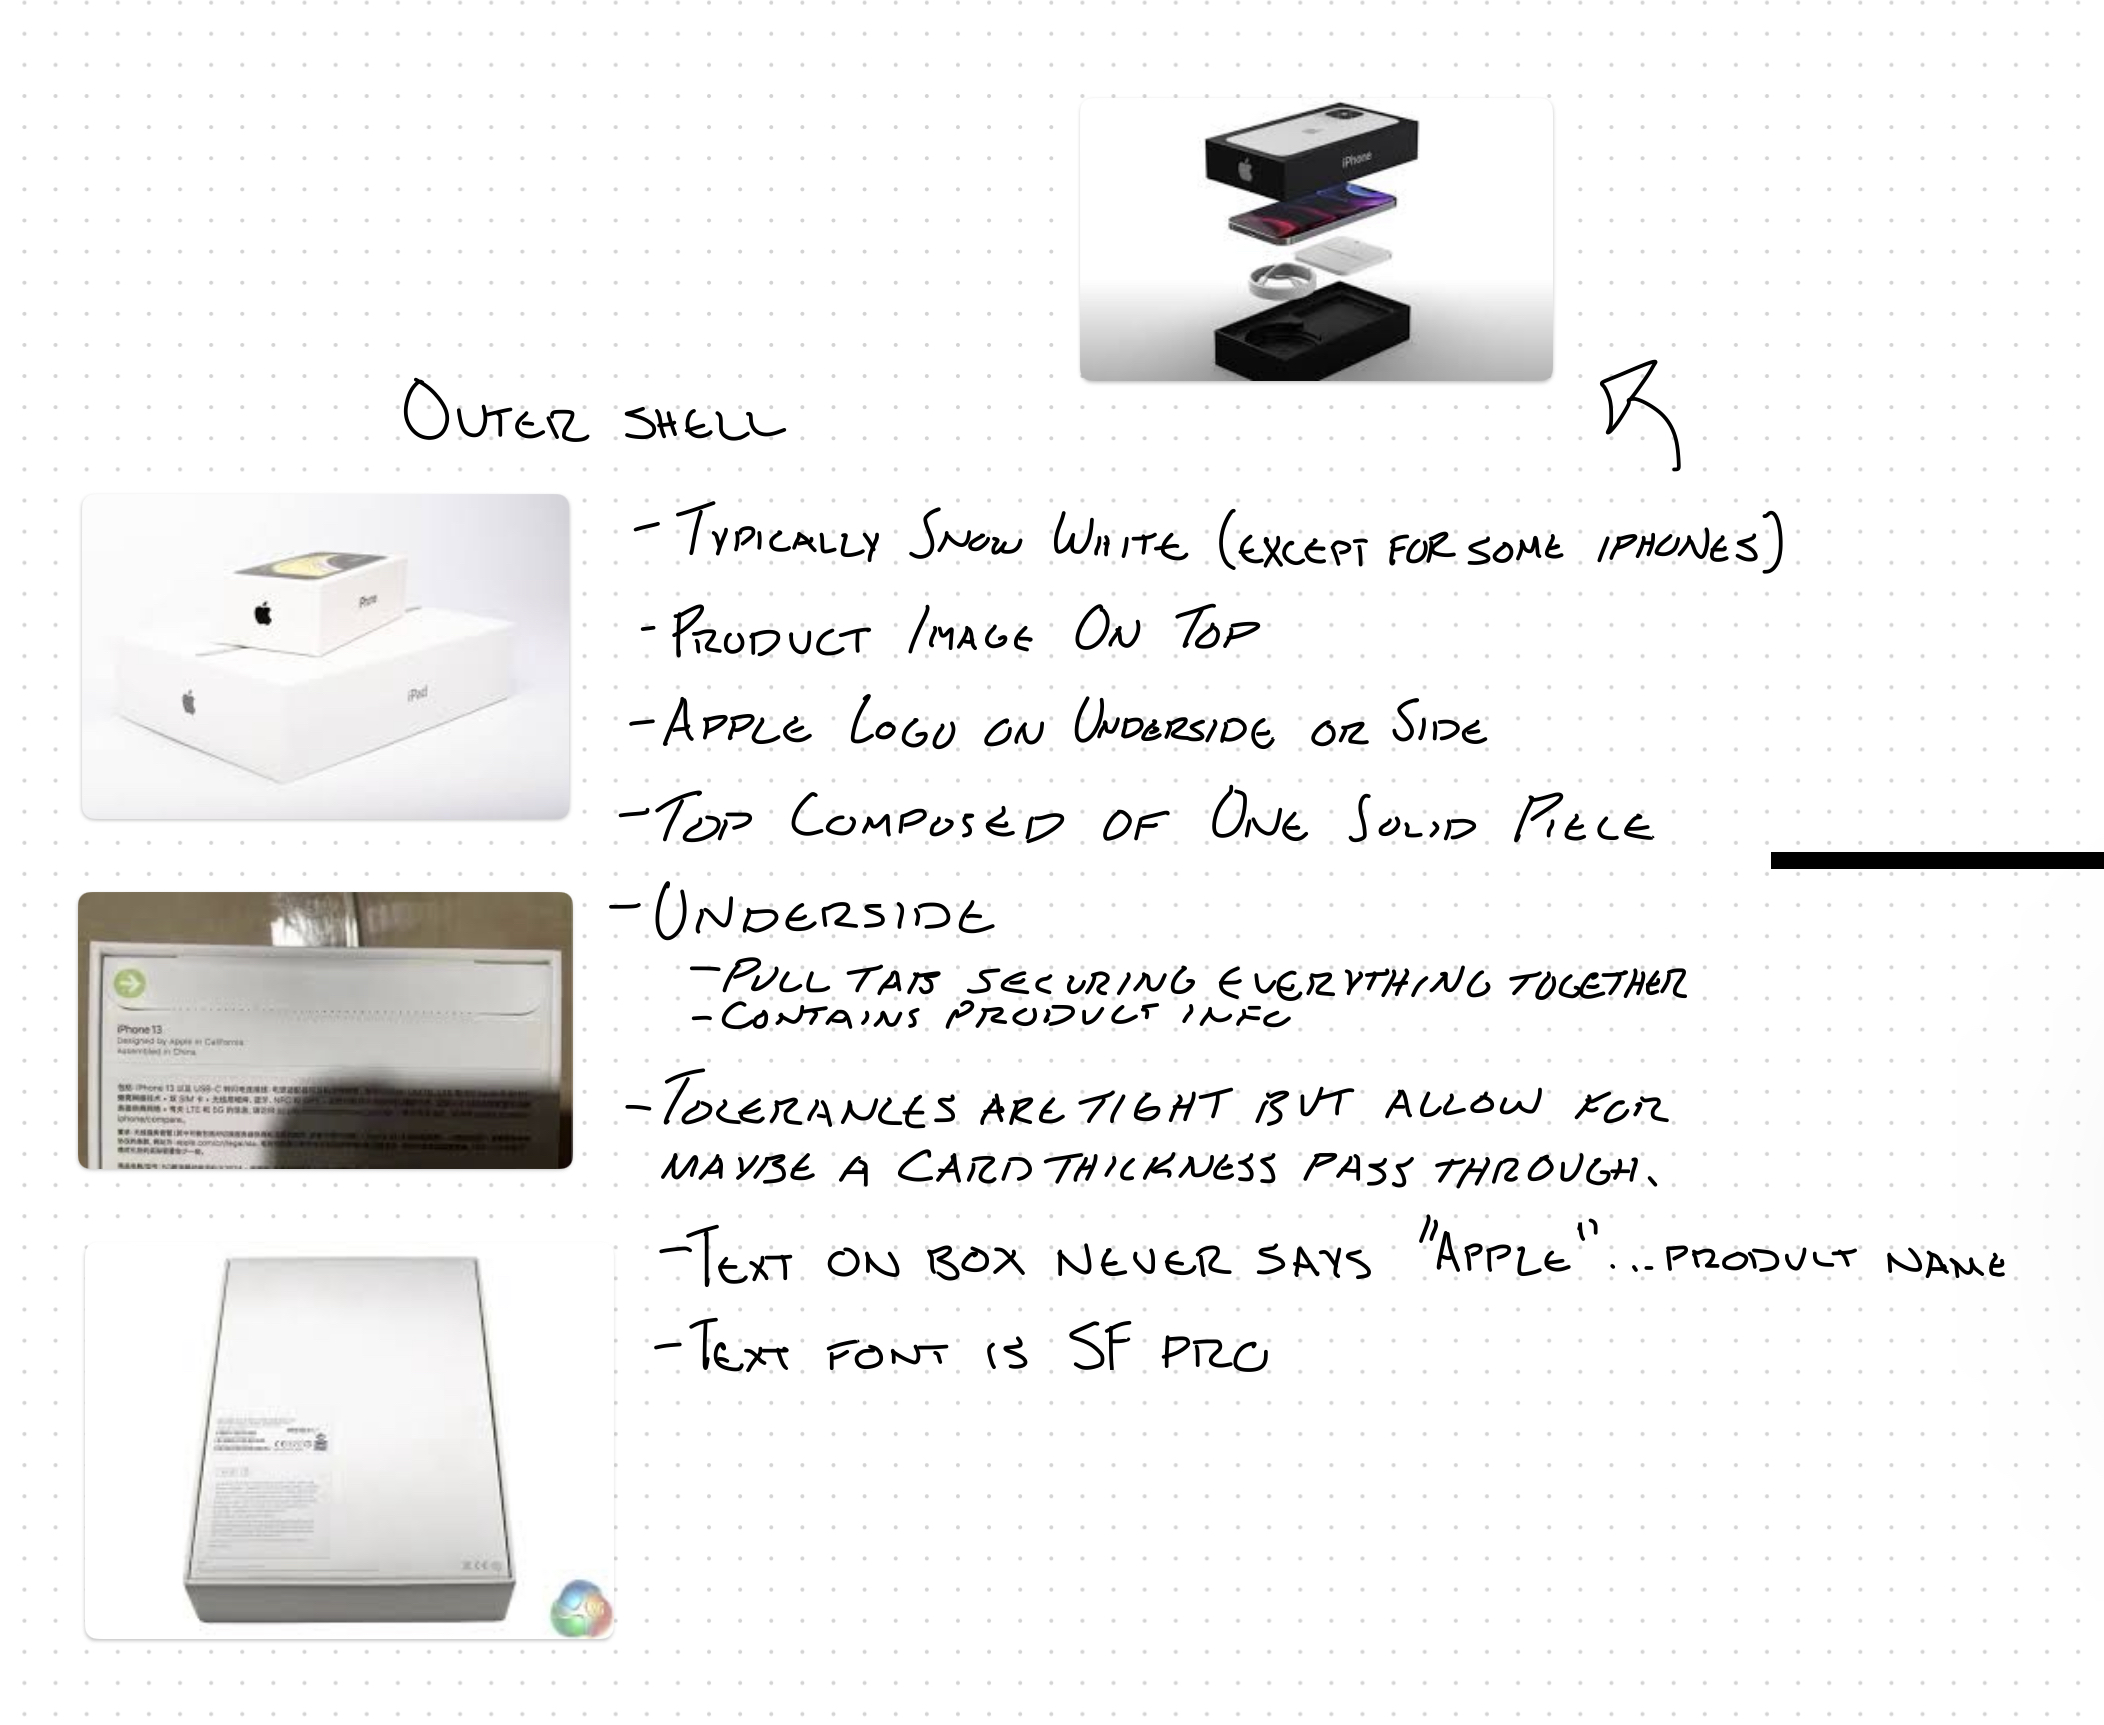 iPhone
OUTER SHELL
- TYPICALLY SNOW WHITE (EXCEPT FOR SOME IPHONES)
iPhone
- PRODUCT IMAGE ON TOP
iPad
- APPLE LOGO ON UNDERSIDE OR SIDE
- TOP COMPOSED OF ONE SOLID PIECE
- UNDERSIDE
- PULL TABS SECURING EVERYTHING TOGETHER
- CONTAINS PRODUCT INFO
iPhone 13
Designed by Apple in California
Assembled in China
- TOLERANCES ARE TIGHT BUT ALLOW FOR
MAYBE A CARD THICKNESS PASS THROUGH.
iphone/compare.
- TEXT ON BOX NEVER SAYS "APPLE"... PRODUCT NAME
- TEXT FONT IS SF PRO